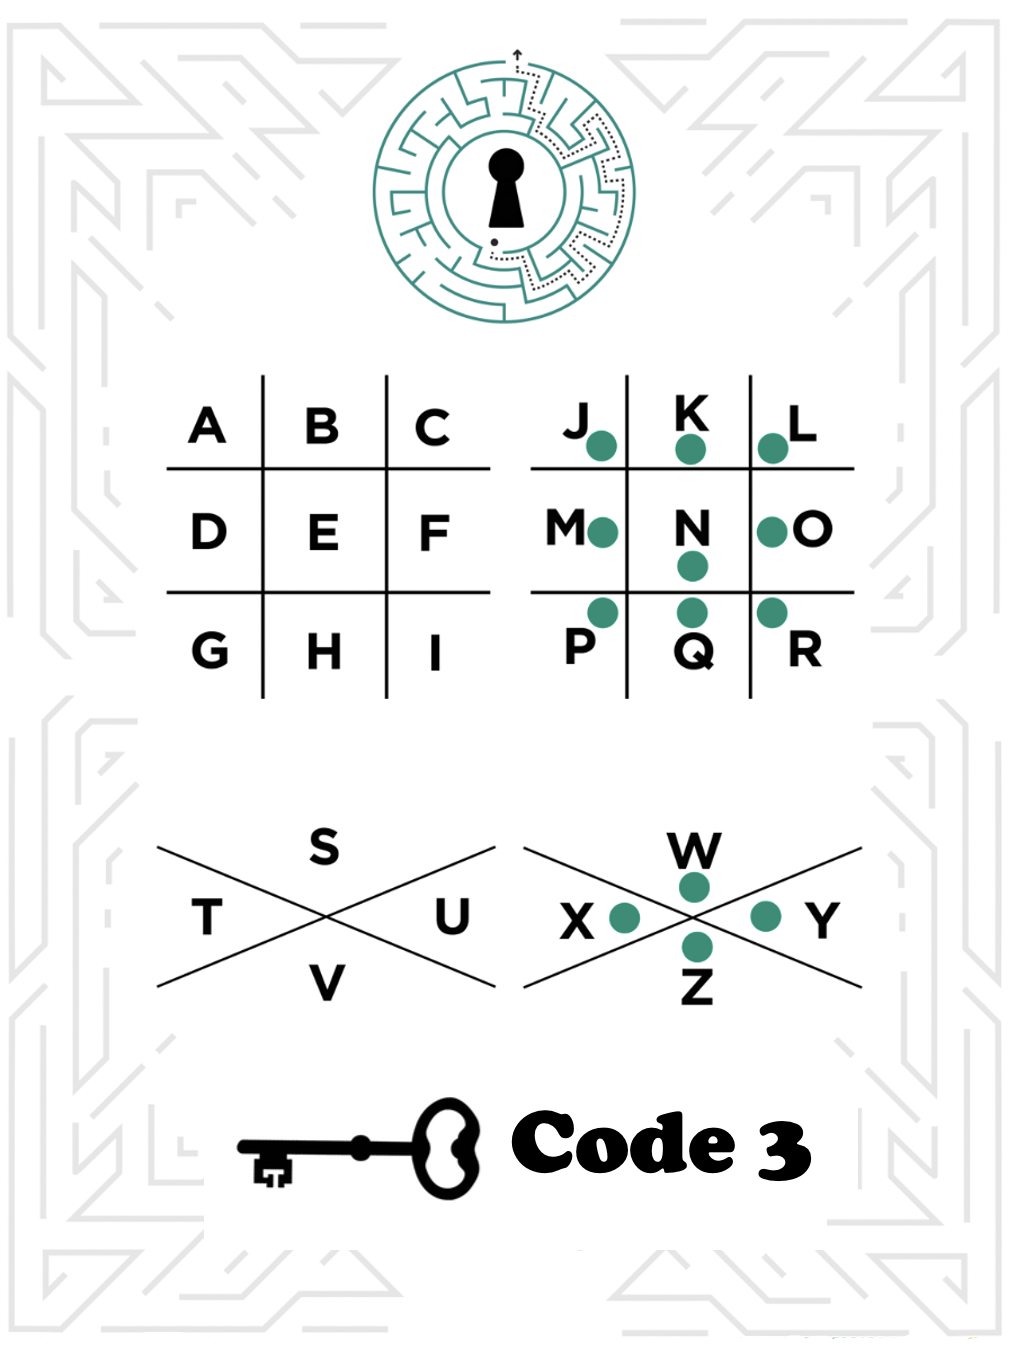 A B C J K L
D E F M N O
G H I P Q R
S W
T U X Y
V Z
Code 3